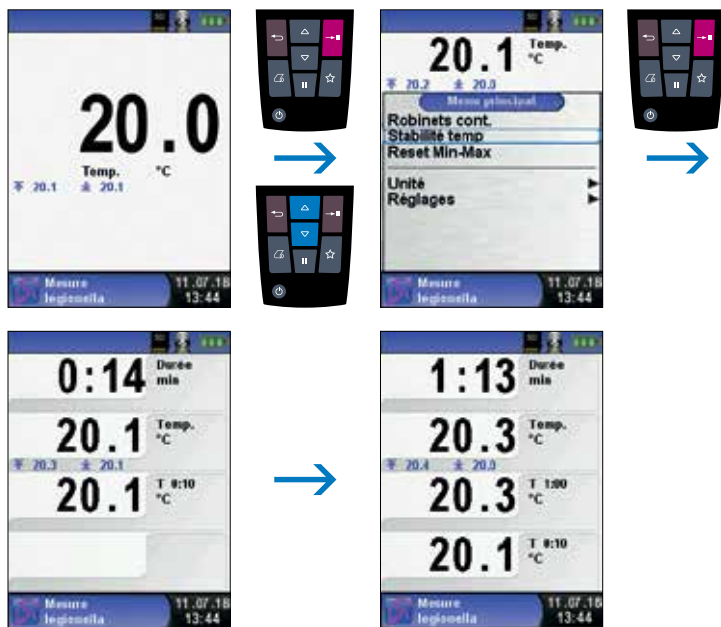 20.0
Temp. °C
20.1 20.1
Mesure 11.07.18
legionella 13:44
20.1 Temp. °C
20.2 20.0
Menu principal
Robinets cont.
Stabilité temp
Reset Min-Max
Unité
Réglages
Mesure 11.07.18
legionella 13:44
0:14 Durée min
20.1 Temp. °C
20.3 20.1
20.1 T 0:10 °C
Mesure 11.07.18
legionella 13:44
1:13 Durée min
20.3 Temp. °C
20.4 20.0
20.3 T 1:00 °C
20.1 T 0:10 °C
Mesure 11.07.18
legionella 13:44